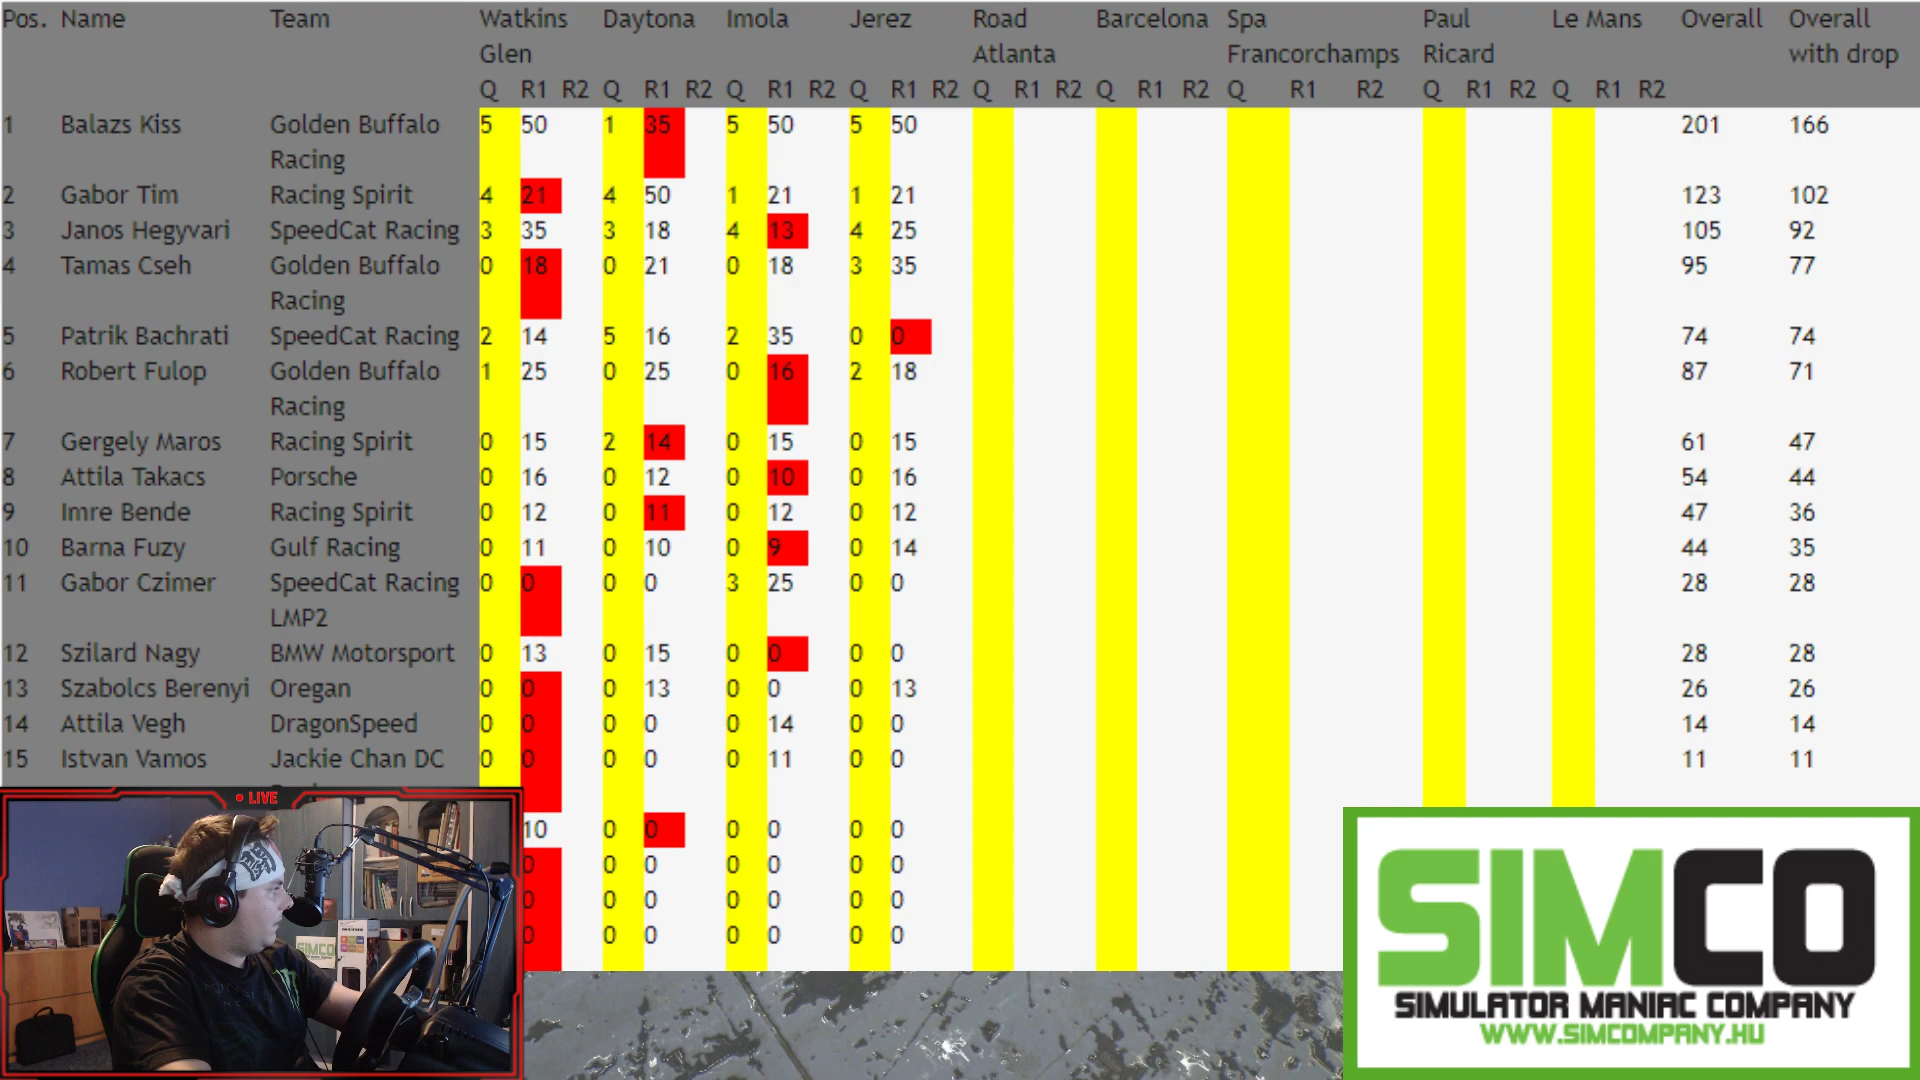 Pos. Name Team Watkins Daytona Imola Jerez Road Barcelona Spa Paul Le Mans Overall Overall
Glen Atlanta Francorchamps Ricard with drop
Q R1 R2 Q R1 R2 Q R1 R2 Q R1 R2 Q R1 R2 Q R1 R2 Q R1 R2 Q R1 R2 Q R1 R2
1 Balazs Kiss Golden Buffalo 5 50 1 35 5 50 5 50 201 166
Racing
2 Gabor Tim Racing Spirit 4 21 4 50 1 21 1 21 123 102
3 Janos Hegyvari SpeedCat Racing 3 35 3 18 4 13 4 25 105 92
4 Tamas Cseh Golden Buffalo 0 18 0 21 0 18 3 35 95 77
Racing
5 Patrik Bachrati SpeedCat Racing 2 14 5 16 2 35 0 0 74 74
6 Robert Fulop Golden Buffalo 1 25 0 25 0 16 2 18 87 71
Racing
7 Gergely Maros Racing Spirit 0 15 2 14 0 15 0 15 61 47
8 Attila Takacs Porsche 0 16 0 12 0 10 0 16 54 44
9 Imre Bende Racing Spirit 0 12 0 11 0 12 0 12 47 36
10 Barna Fuzy Gulf Racing 0 11 0 10 0 9 0 14 44 35
11 Gabor Czimer SpeedCat Racing 0 0 0 0 3 25 0 0 28 28
LMP2
12 Szilard Nagy BMW Motorsport 0 13 0 15 0 0 0 0 28 28
13 Szabolcs Berenyi Oregan 0 0 0 13 0 0 0 13 26 26
14 Attila Vegh DragonSpeed 0 0 0 0 0 14 0 0 14 14
15 Istvan Vamos Jackie Chan DC 0 0 0 0 0 11 0 0 11 11
10 0 0 0 0 0 0
0 0 0 0 0 0 0
0 0 0 0 0 0 0
0 0 0 0 0 0 0
LIVE
SIMCO
SIMCO
SIMULATOR MANIAC COMPANY
WWW.SIMCOMPANY.HU